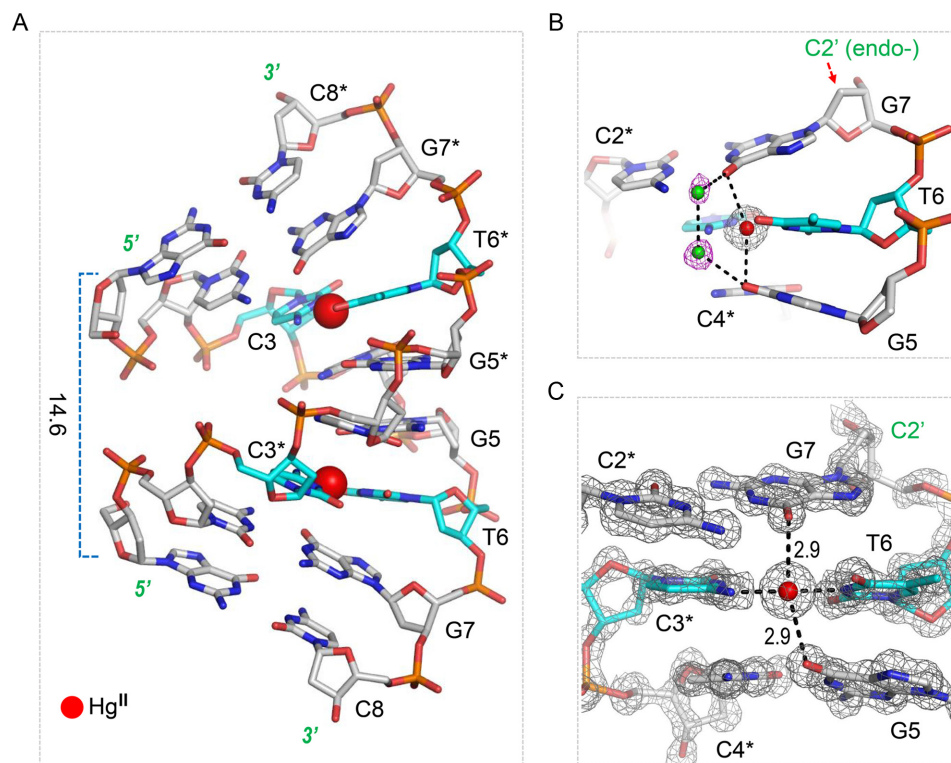 A
3'
C8*
G7*
5'
T6*
C3
G5*
14.6
C3*
G5
T6
5'
G7
C8
3'
Hg^II
B
C2' (endo-)
G7
C2*
T6
C4*
G5
C
C2'
G7
C2*
2.9
T6
C3*
2.9
G5
C4*